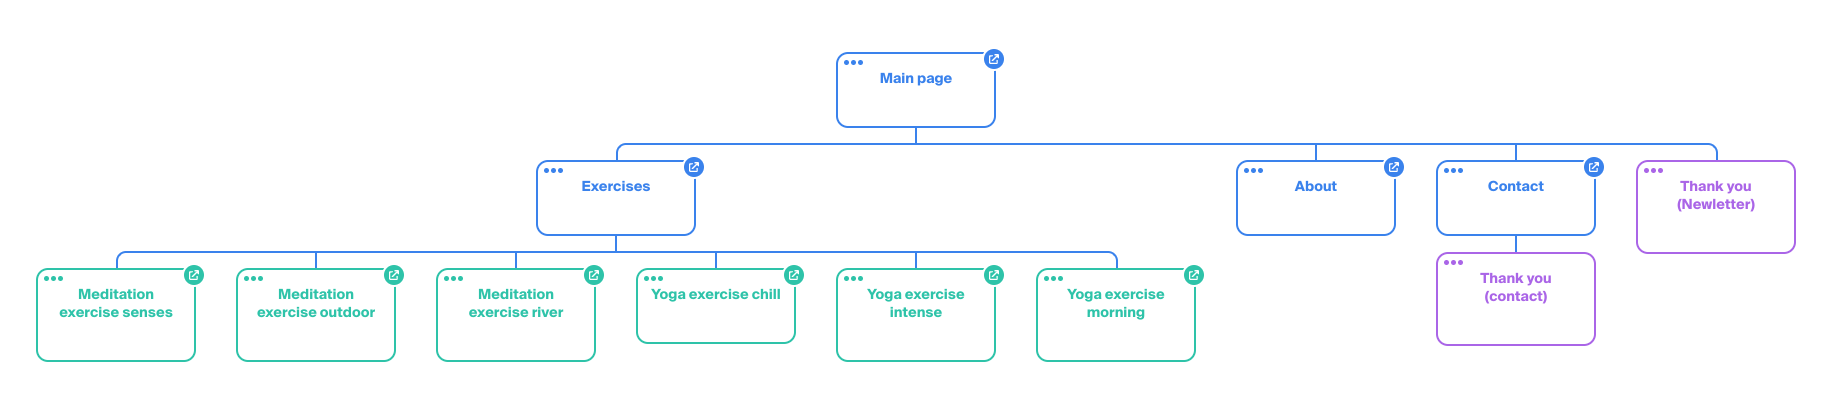 Main page
Exercises
About
Contact
Thank you
(Newletter)
Meditation
exercise senses
Meditation
exercise outdoor
Meditation
exercise river
Yoga exercise chill
Yoga exercise
intense
Yoga exercise
morning
Thank you
(contact)